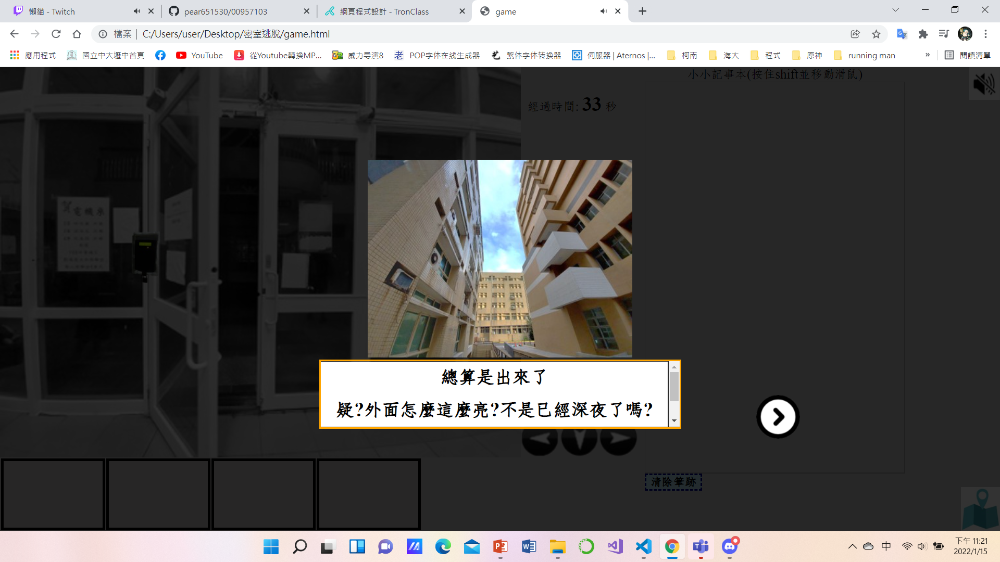 懶貓 - Twitch
pear651530/00957103
網頁程式設計 - TronClass
game
檔案
C:/Users/user/Desktop/密室逃脫/game.html
應用程式
國立中大壢中首頁
YouTube
從Youtube轉換MP...
威力导演8
POP字体在线生成器
繁体字体转换器
伺服器 | Aternos |...
柯南
海大
程式
原神
running man
»
閱讀清單
小小記事本(按住shift並移動滑鼠)
經過時間: 33 秒
總算是出來了
疑?外面怎麼這麼亮?不是已經深夜了嗎?
清除筆跡
中
下午 11:21
2022/1/15